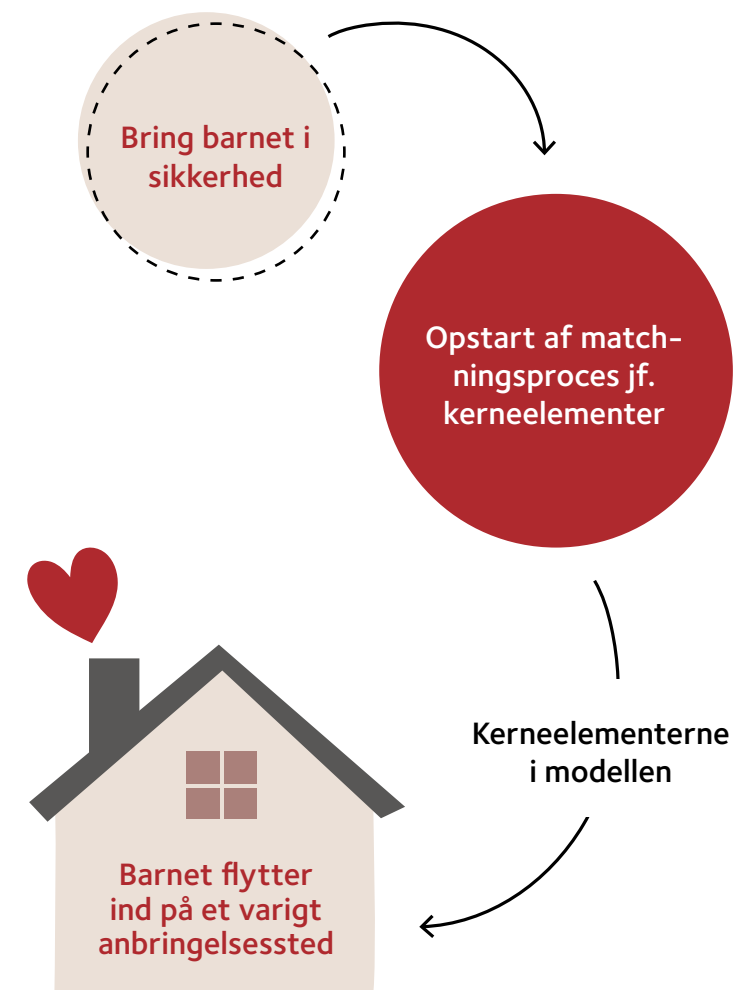 Bring barnet i
sikkerhed
Opstart af match-
ningsproces jf.
kerneelementer
Kerneelementerne
i modellen
Barnet flytter
ind på et varigt
anbringelsessted